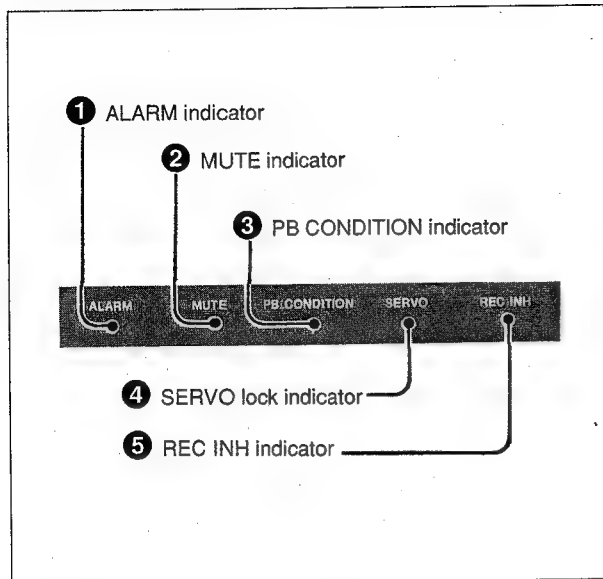 1 ALARM indicator
2 MUTE indicator
3 PB CONDITION indicator
ALARM MUTE PB CONDITION SERVO REC INH
4 SERVO lock indicator
5 REC INH indicator